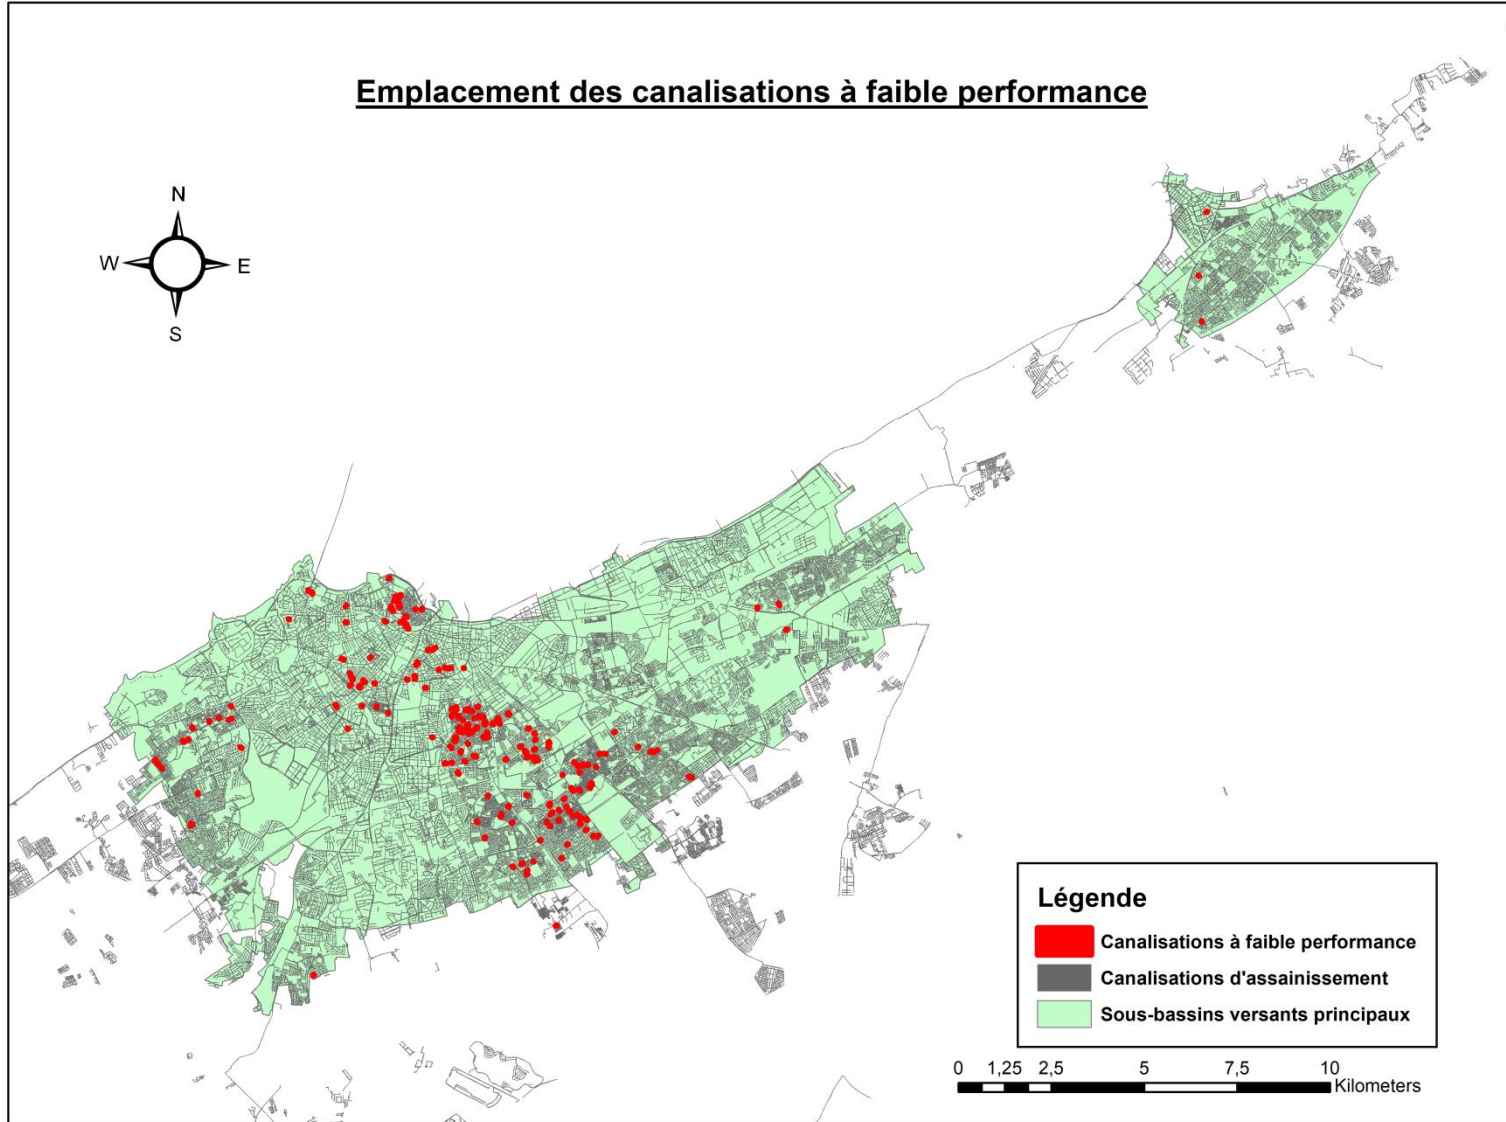 Emplacement des canalisations à faible performance
N
W E
S
Légende
Canalisations à faible performance
Canalisations d'assainissement
Sous-bassins versants principaux
0 1,25 2,5 5 7,5 10
Kilometers